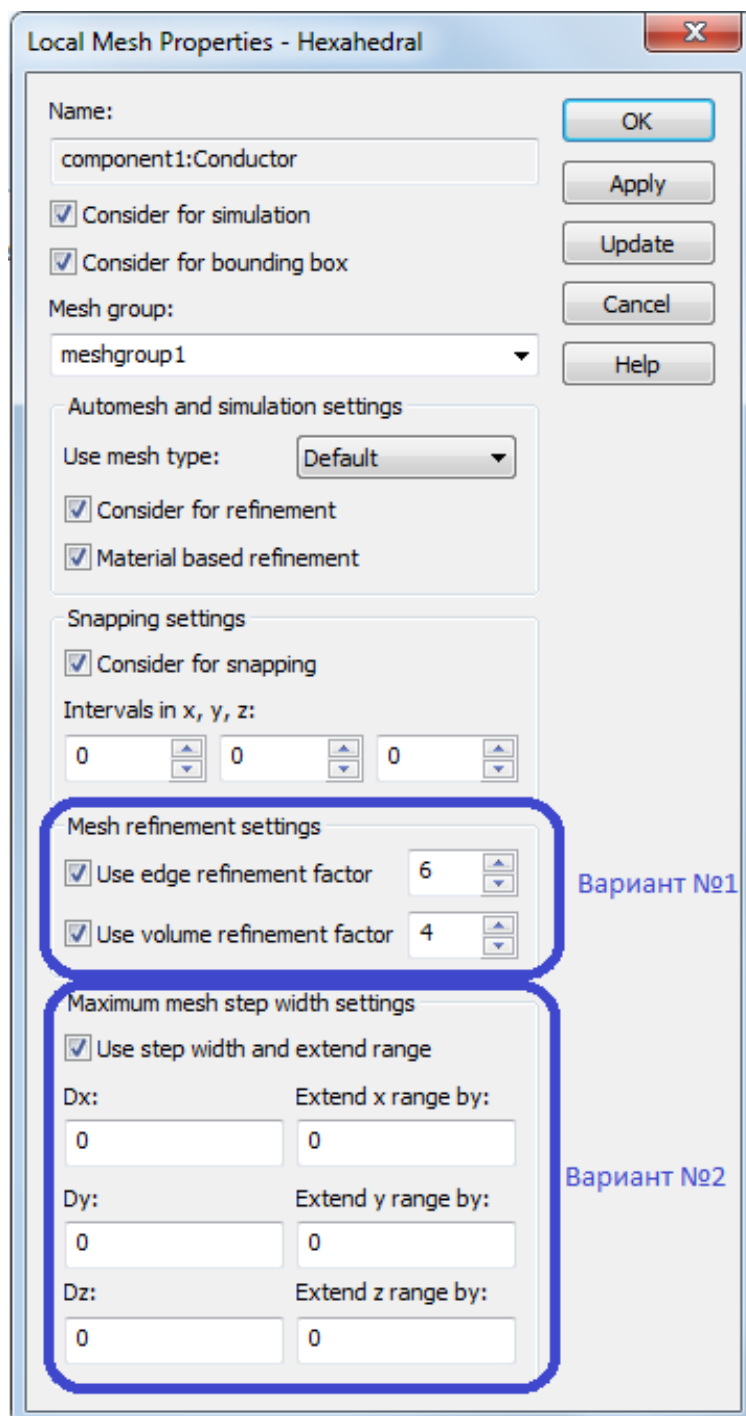 Local Mesh Properties - Hexahedral
Name:
OK
component1:Conductor
Apply
Consider for simulation
Update
Consider for bounding box
Mesh group:
Cancel
meshgroup1
Help
Automesh and simulation settings
Use mesh type:
Default
Consider for refinement
Material based refinement
Snapping settings
Consider for snapping
Intervals in x, y, z:
0 0 0
Mesh refinement settings
Use edge refinement factor 6
Вариант №1
Use volume refinement factor 4
Maximum mesh step width settings
Use step width and extend range
Dx: Extend x range by:
0 0
Вариант №2
Dy: Extend y range by:
0 0
Dz: Extend z range by:
0 0